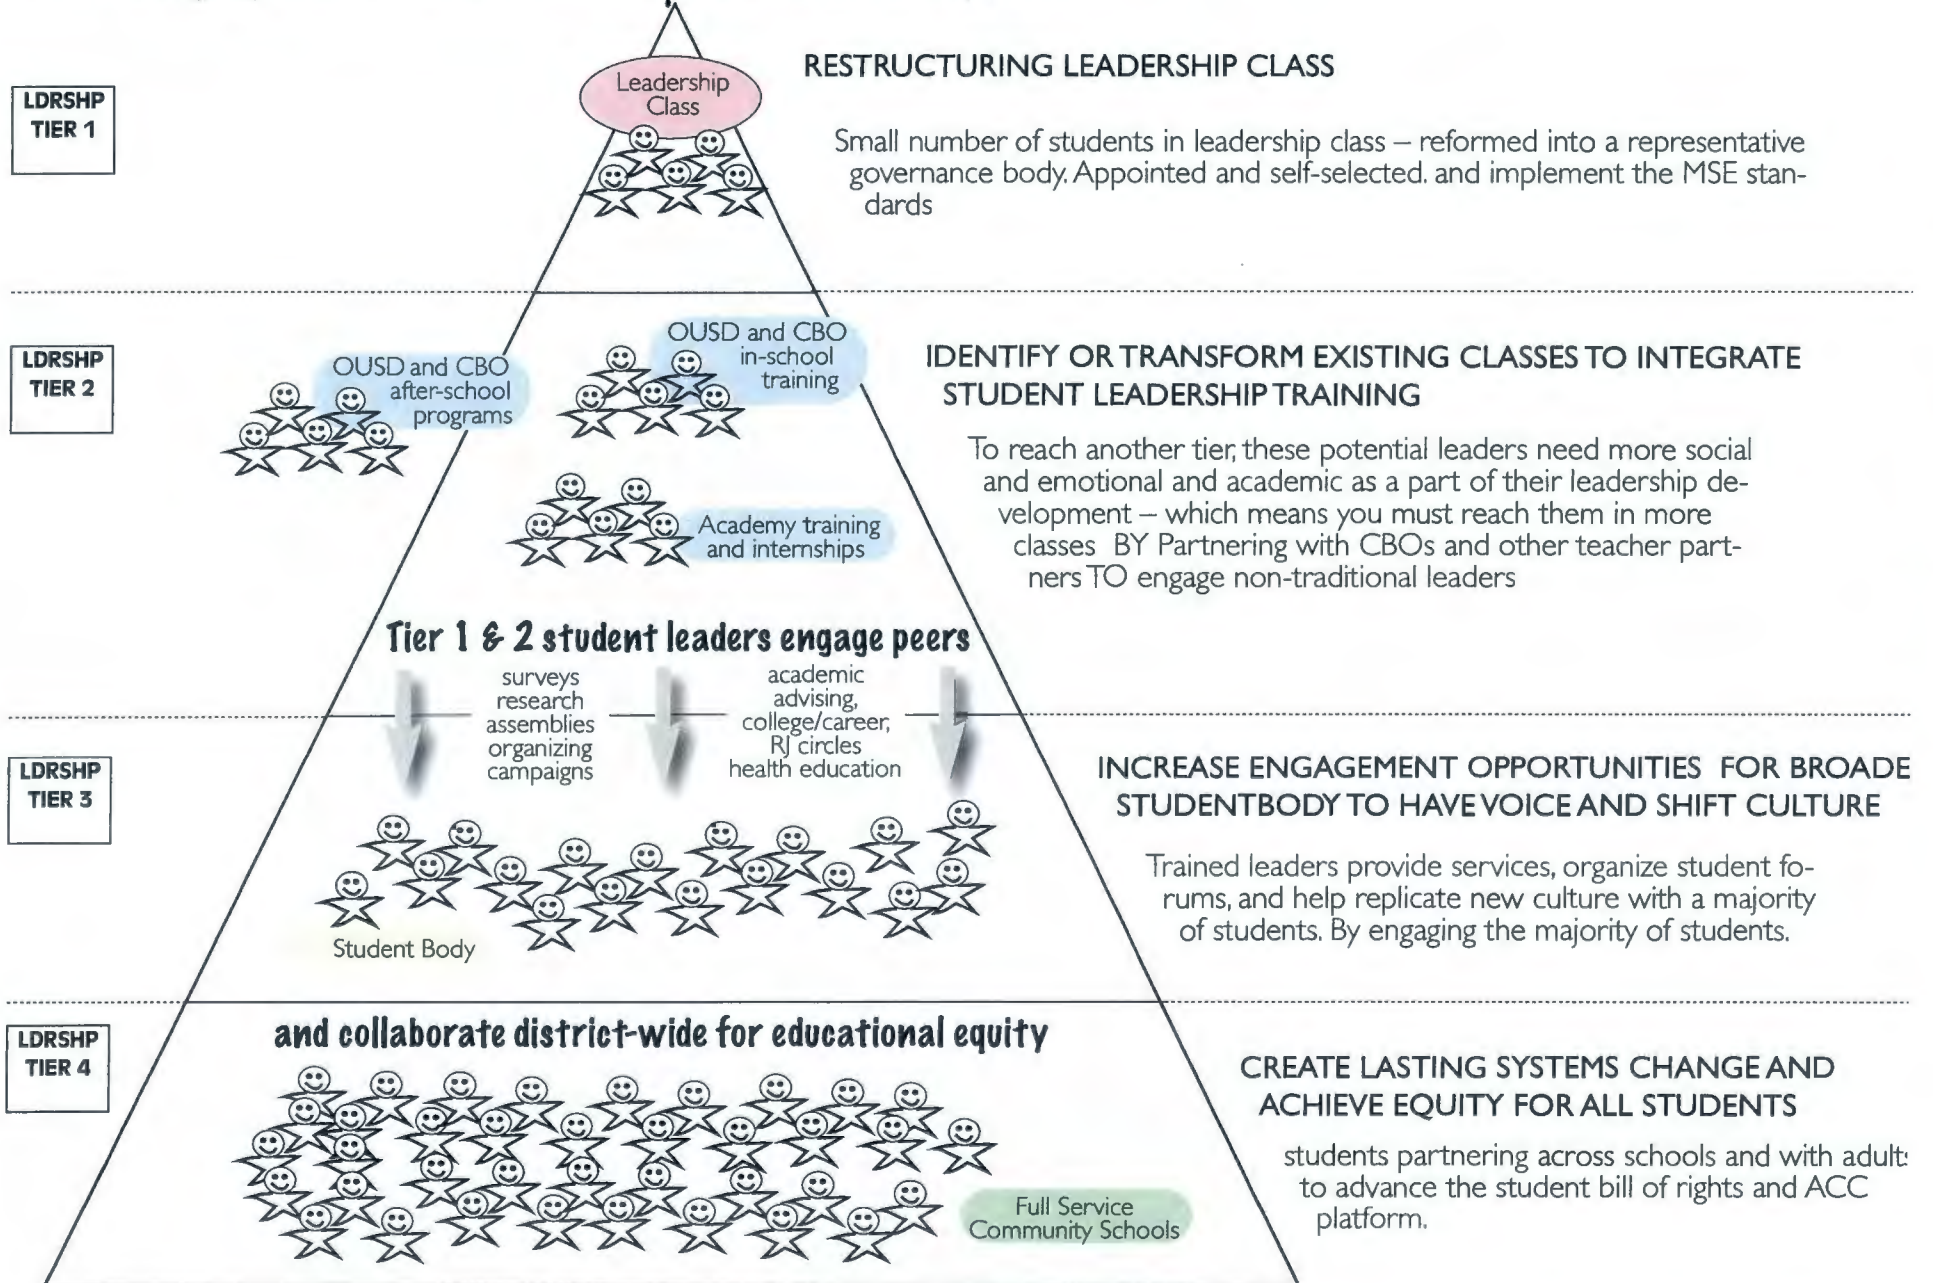 LDRSHP
TIER 1
Leadership
Class
RESTRUCTURING LEADERSHIP CLASS
Small number of students in leadership class – reformed into a representative
governance body. Appointed and self-selected. and implement the MSE stan-
dards
LDRSHP
TIER 2
OUSD and CBO
after-school
programs
OUSD and CBO
in-school
training
Academy training
and internships
IDENTIFY OR TRANSFORM EXISTING CLASSES TO INTEGRATE
STUDENT LEADERSHIP TRAINING
To reach another tier, these potential leaders need more social
and emotional and academic as a part of their leadership de-
velopment – which means you must reach them in more
classes BY Partnering with CBOs and other teacher part-
ners TO engage non-traditional leaders
Tier 1 & 2 student leaders engage peers
surveys
research
assemblies
organizing
campaigns
academic
advising,
college/career,
RJ circles
health education
LDRSHP
TIER 3
Student Body
INCREASE ENGAGEMENT OPPORTUNITIES FOR BROADE
STUDENTBODY TO HAVE VOICE AND SHIFT CULTURE
Trained leaders provide services, organize student fo-
rums, and help replicate new culture with a majority
of students. By engaging the majority of students.
LDRSHP
TIER 4
and collaborate district-wide for educational equity
Full Service
Community Schools
CREATE LASTING SYSTEMS CHANGE AND
ACHIEVE EQUITY FOR ALL STUDENTS
students partnering across schools and with adult
to advance the student bill of rights and ACC
platform.